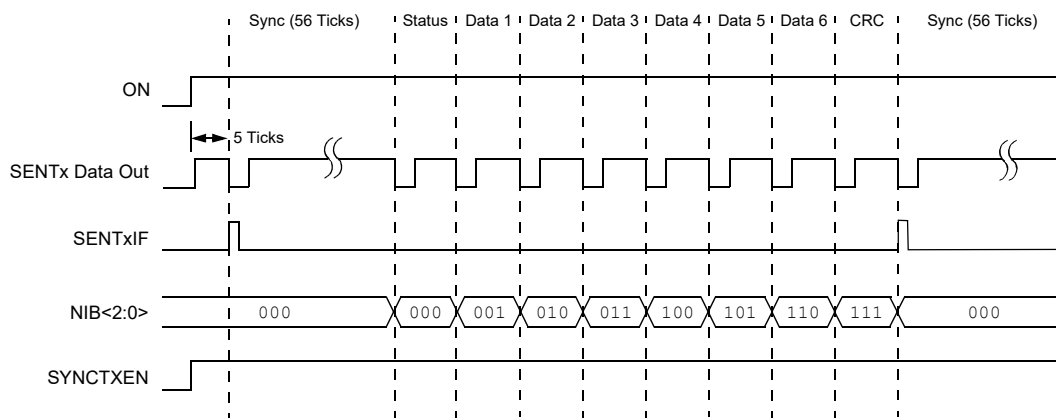 Sync (56 Ticks) Status Data 1 Data 2 Data 3 Data 4 Data 5 Data 6 CRC Sync (56 Ticks)
ON
5 Ticks
SENTx Data Out
SENTxIF
NIB<2:0> 000 000 001 010 011 100 101 110 111 000
SYNCTXEN